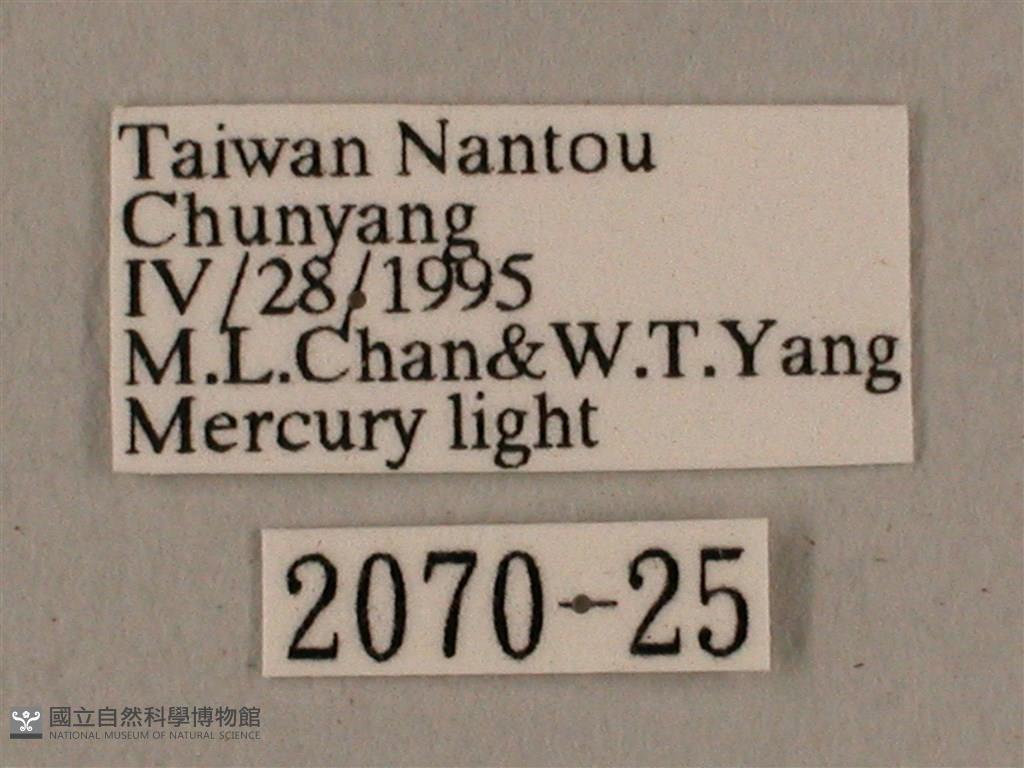 Taiwan Nantou
Chunyang
IV/28/1995
M.L.Chan&W.T.Yang
Mercury light
2070-25
國立自然科學博物館
NATIONAL MUSEUM OF NATURAL SCIENCE